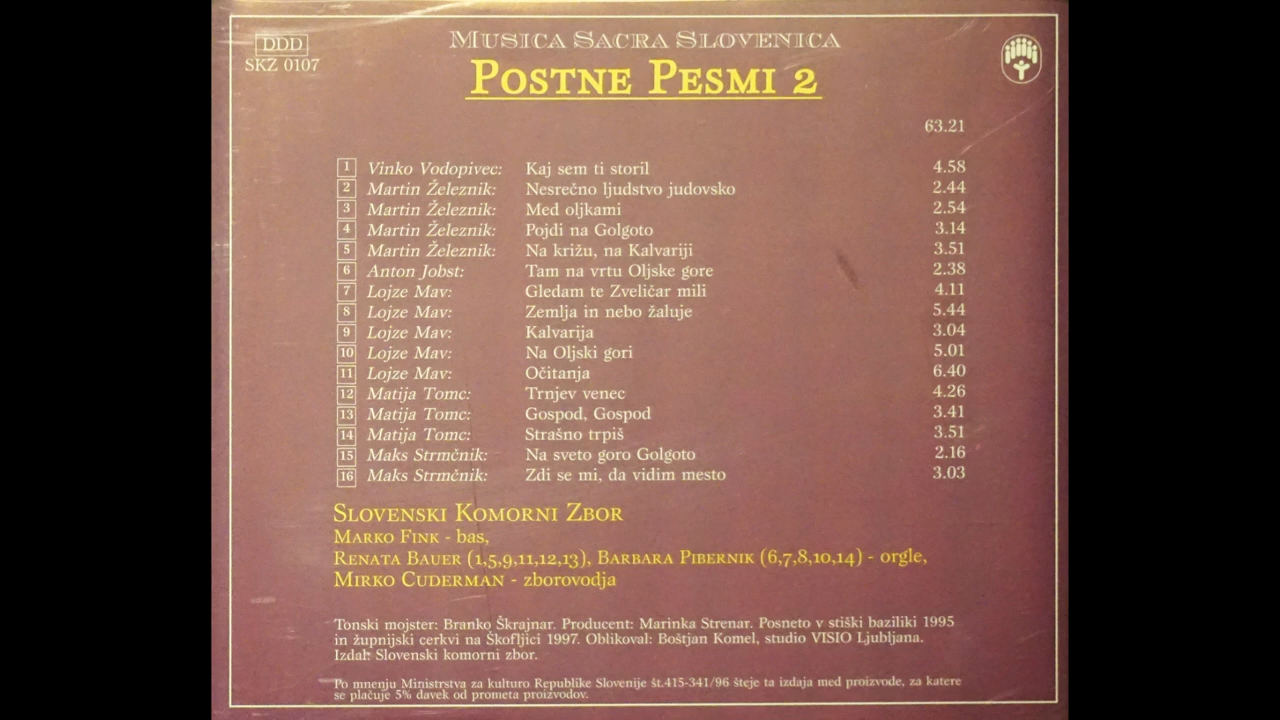 DDD MUSICA SACRA SLOVENICA
SKZ 0107 POSTNE PESMI 2
63.21
1 Vinko Vodopivec: Kaj sem ti storil 4.58
2 Martin Železnik: Nesrečno ljudstvo judovsko 2.44
3 Martin Železnik: Med oljkami 2.54
4 Martin Železnik: Pojdi na Golgoto 3.14
5 Martin Železnik: Na križu, na Kalvariji 3.51
6 Anton Jobst: Tam na vrtu Oljske gore 2.38
7 Lojze Mav: Gledam te Zveličar mili 4.11
8 Lojze Mav: Zemlja in nebo žaluje 5.44
9 Lojze Mav: Kalvarija 3.04
10 Lojze Mav: Na Oljski gori 5.01
11 Lojze Mav: Očitanja 6.40
12 Matija Tomc: Trnjev venec 4.26
13 Matija Tomc: Gospod, Gospod 3.41
14 Matija Tomc: Strašno trpiš 3.51
15 Maks Strmčnik: Na sveto goro Golgoto 2.16
16 Maks Strmčnik: Zdi se mi, da vidim mesto 3.03
SLOVENSKI KOMORNI ZBOR
MARKO FINK - bas,
RENATA BAUER (1,5,9,11,12,13), BARBARA PIBERNIK (6,7,8,10,14) - orgle,
MIRKO CUDERMAN - zborovodja
Tonski mojster: Branko Škrajnar. Producent: Marinka Strenar. Posneto v stiški baziliki 1995
in župnijski cerkvi na Škofljici 1997. Oblikoval: Boštjan Komel, studio VISIO Ljubljana.
Izdal: Slovenski komorni zbor.
Po mnenju Ministrstva za kulturo Republike Slovenije št.415-341/96 šteje ta izdaja med proizvode, za katere
se plačuje 5% davek od prometa proizvodov.